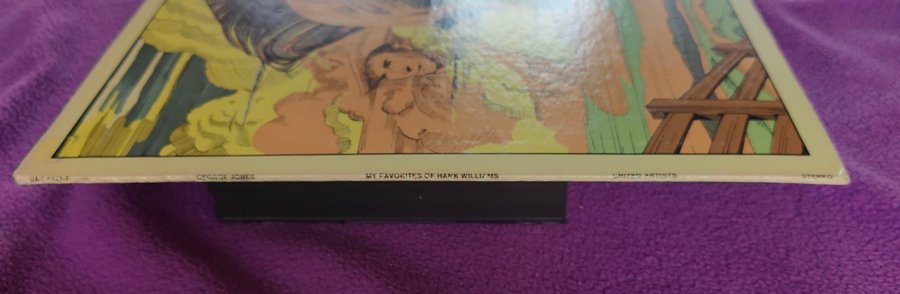 GEORGE JONES MY FAVORITES OF HANK WILLIAMS UNITED ARTISTS STEREO